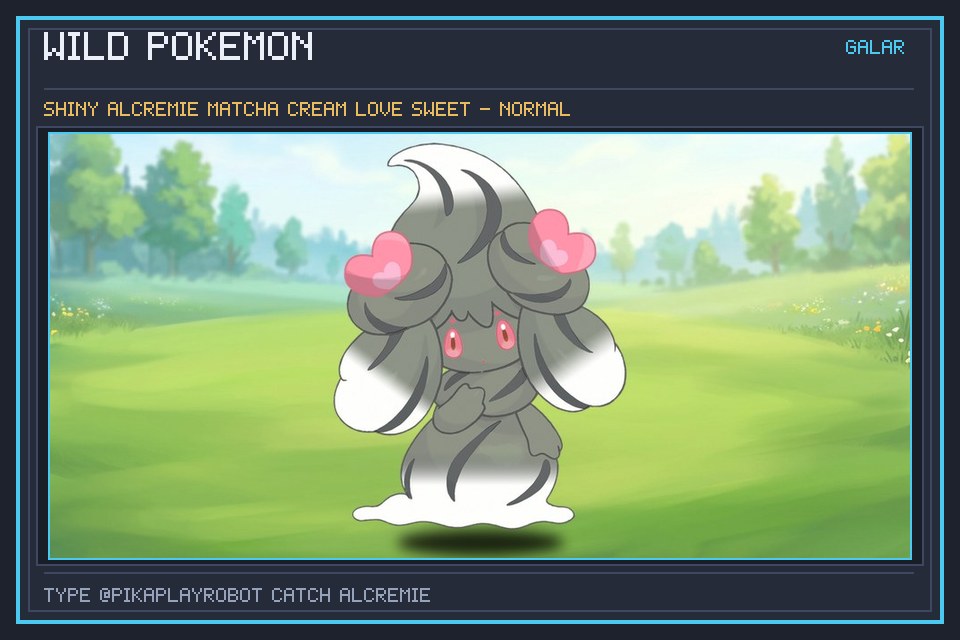 WILD POKEMON
GALAR
SHINY ALCREMIE MATCHA CREAM LOVE SWEET - NORMAL
TYPE @PIKAPLAYROBOT CATCH ALCREMIE